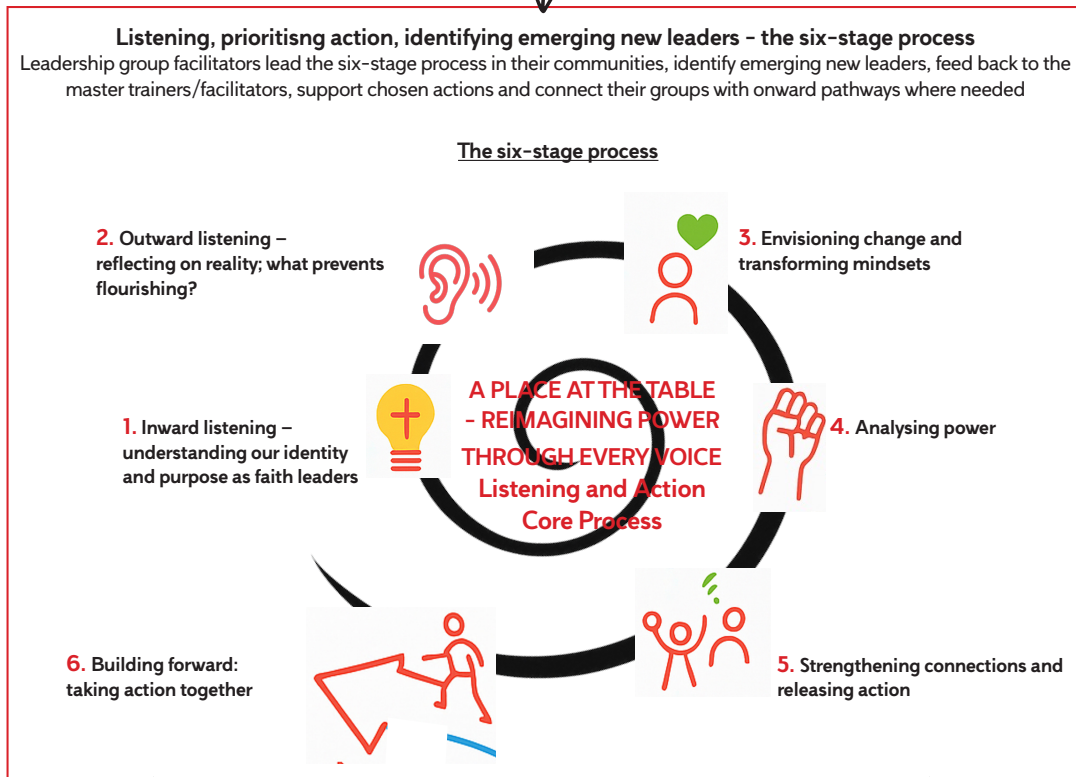 Listening, prioritisng action, identifying emerging new leaders – the six-stage process
Leadership group facilitators lead the six-stage process in their communities, identify emerging new leaders, feed back to the
master trainers/facilitators, support chosen actions and connect their groups with onward pathways where needed
The six-stage process
1. Inward listening –
understanding our identity
and purpose as faith leaders
2. Outward listening –
reflecting on reality; what prevents
flourishing?
3. Envisioning change and
transforming mindsets
4. Analysing power
5. Strengthening connections and
releasing action
6. Building forward:
taking action together
A PLACE AT THE TABLE
– REIMAGINING POWER
THROUGH EVERY VOICE
Listening and Action
Core Process